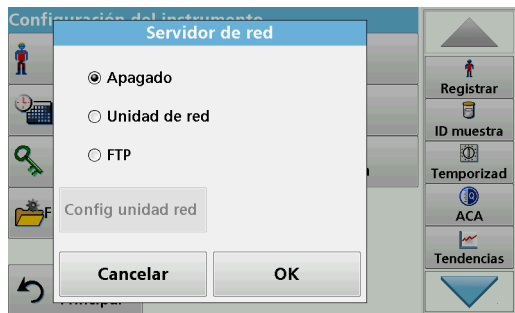 Configuración del instrumento
Servidor de red
Apagado
Unidad de red
FTP
F
Config unidad red
Cancelar
OK
Principal
Registrar
ID muestra
Temporizad
ACA
Tendencias